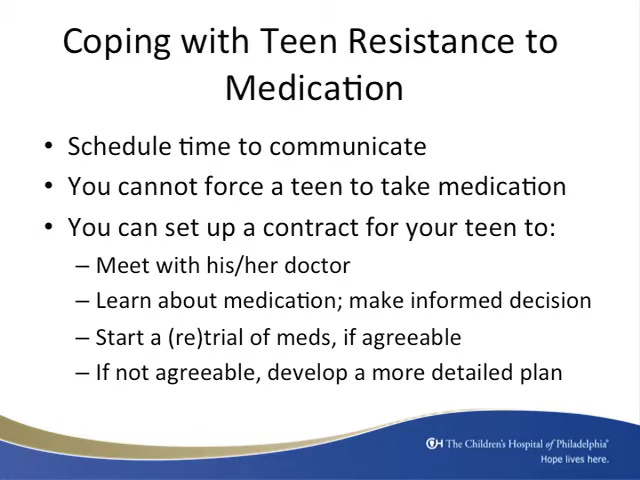 Coping with Teen Resistance to
Medication
• Schedule time to communicate
• You cannot force a teen to take medication
• You can set up a contract for your teen to:
– Meet with his/her doctor
– Learn about medication; make informed decision
– Start a (re)trial of meds, if agreeable
– If not agreeable, develop a more detailed plan
The Children's Hospital of Philadelphia®
Hope lives here.